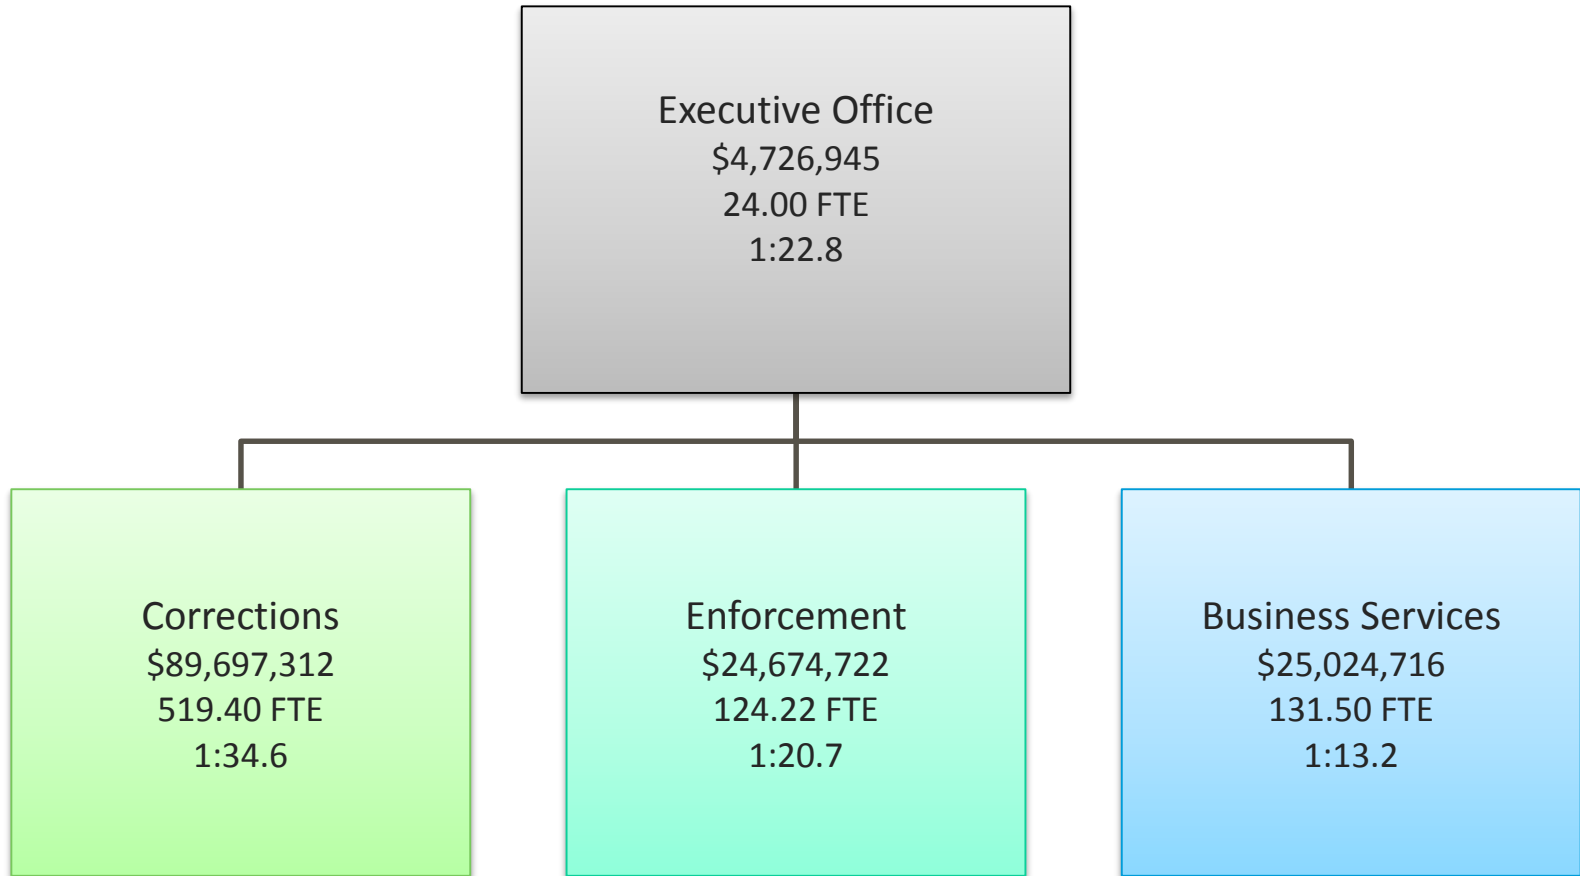 Executive Office
$4,726,945
24.00 FTE
1:22.8
Corrections
$89,697,312
519.40 FTE
1:34.6
Enforcement
$24,674,722
124.22 FTE
1:20.7
Business Services
$25,024,716
131.50 FTE
1:13.2